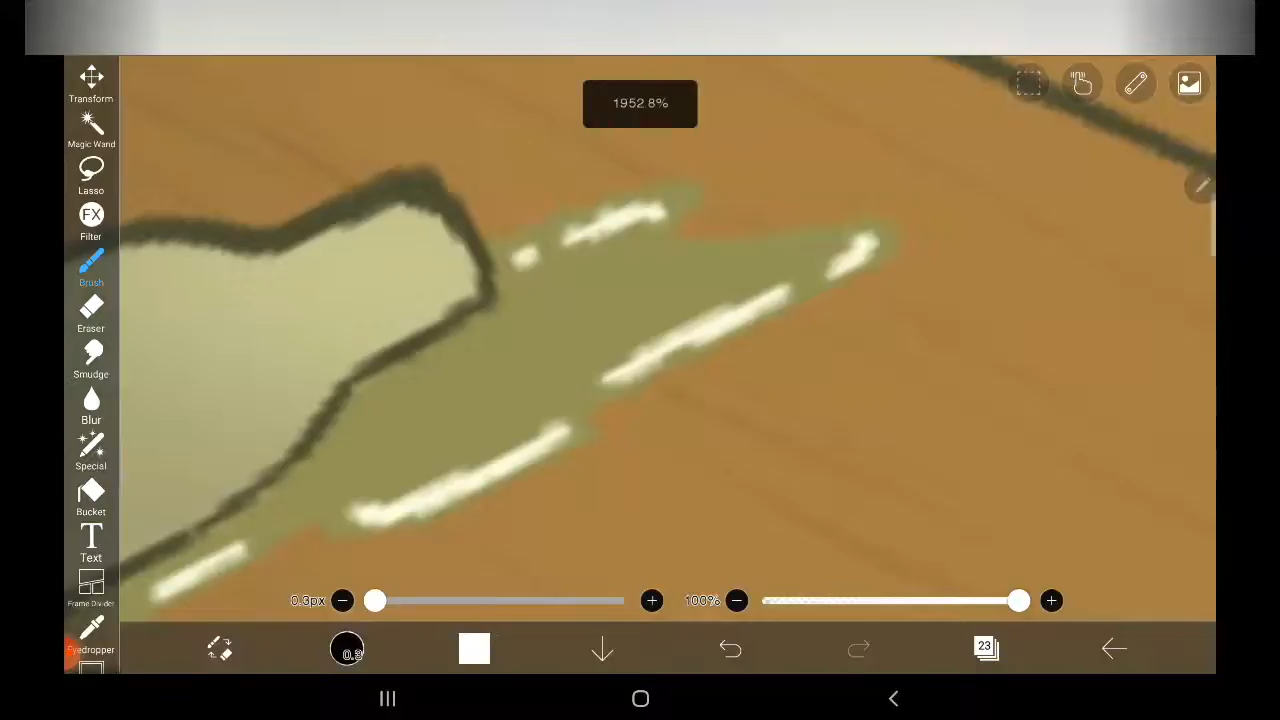 1952.8%
Transform
Magic Wand
Lasso
FX
Filter
Brush
Eraser
Smudge
Blur
Special
Bucket
T
Text
Frame Divider
Eyedropper
0.3px
100%
0.3
23